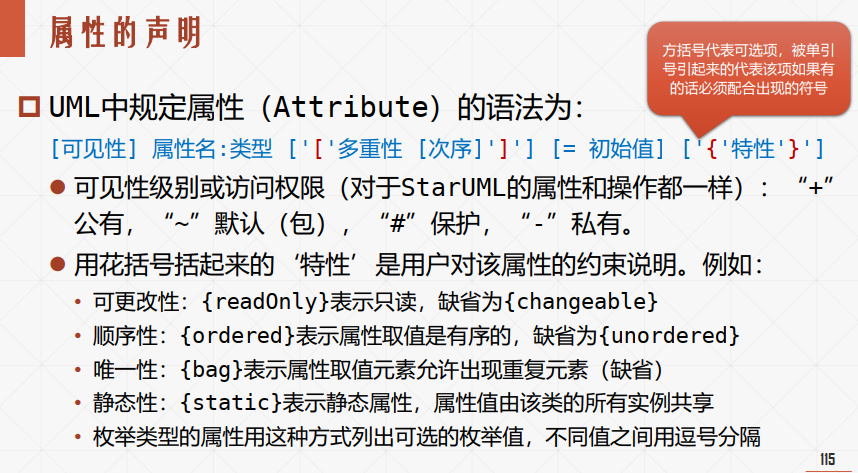 属性的声明
方括号代表可选项，被单引
号引起来的代表该项如果有
的话必须配合出现的符号
UML中规定属性（Attribute）的语法为：
[可见性] 属性名:类型 ['['多重性 [次序]']'] [= 初始值] ['{'特性'}']
可见性级别或访问权限（对于StarUML的属性和操作都一样）：“+”
公有，“~”默认（包），“#”保护，“-”私有。
用花括号括起来的‘特性’是用户对该属性的约束说明。例如：
可更改性：{readOnly}表示只读，缺省为{changeable}
顺序性：{ordered}表示属性取值是有序的，缺省为{unordered}
唯一性：{bag}表示属性取值元素允许出现重复元素（缺省）
静态性：{static}表示静态属性，属性值由该类的所有实例共享
枚举类型的属性用这种方式列出可选的枚举值，不同值之间用逗号分隔
115